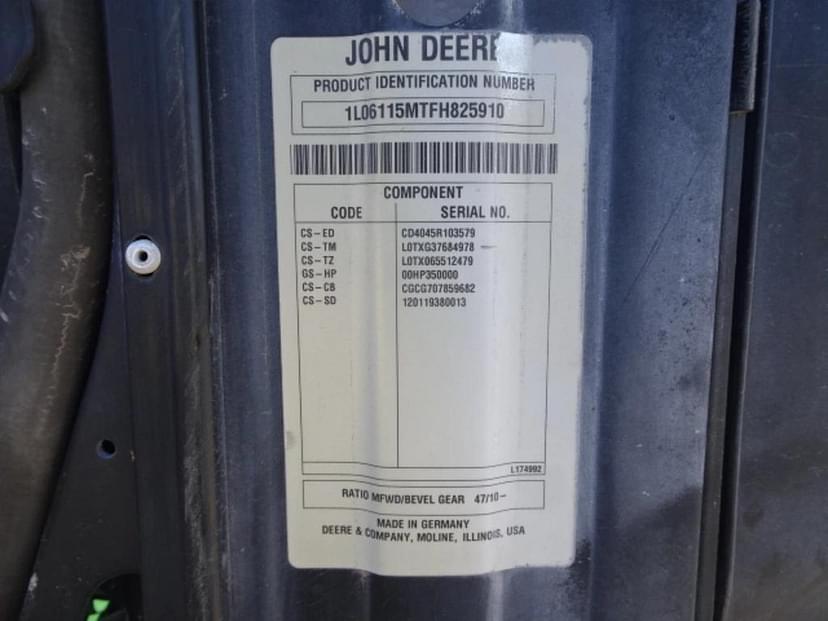 JOHN DEERE
PRODUCT IDENTIFICATION NUMBER
1L06115MTFH825910
COMPONENT
CODE SERIAL NO.
CS-ED CD4045R103579
CS-TM L0TXG37684978
CS-TZ L0TX065512479
GS-HP 00HP350000
CS-CB CGCG707859682
CS-SD 120119380013
L174992
RATIO MFWD/BEVEL GEAR 47/10-
MADE IN GERMANY
DEERE & COMPANY, MOLINE, ILLINOIS, USA